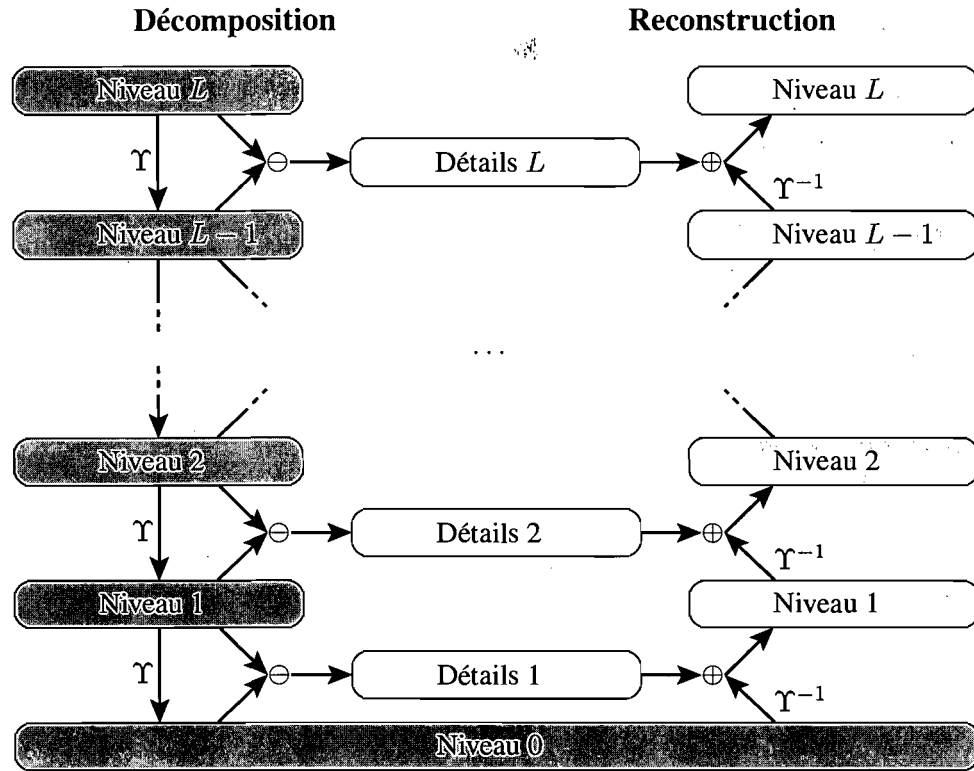 Décomposition Reconstruction
Niveau L Niveau L
Υ ⊖ Détails L ⊕ Υ⁻¹
Niveau L − 1 Niveau L − 1
...
Niveau 2 Niveau 2
Υ ⊖ Détails 2 ⊕ Υ⁻¹
Niveau 1 Niveau 1
Υ ⊖ Détails 1 ⊕ Υ⁻¹
Niveau 0